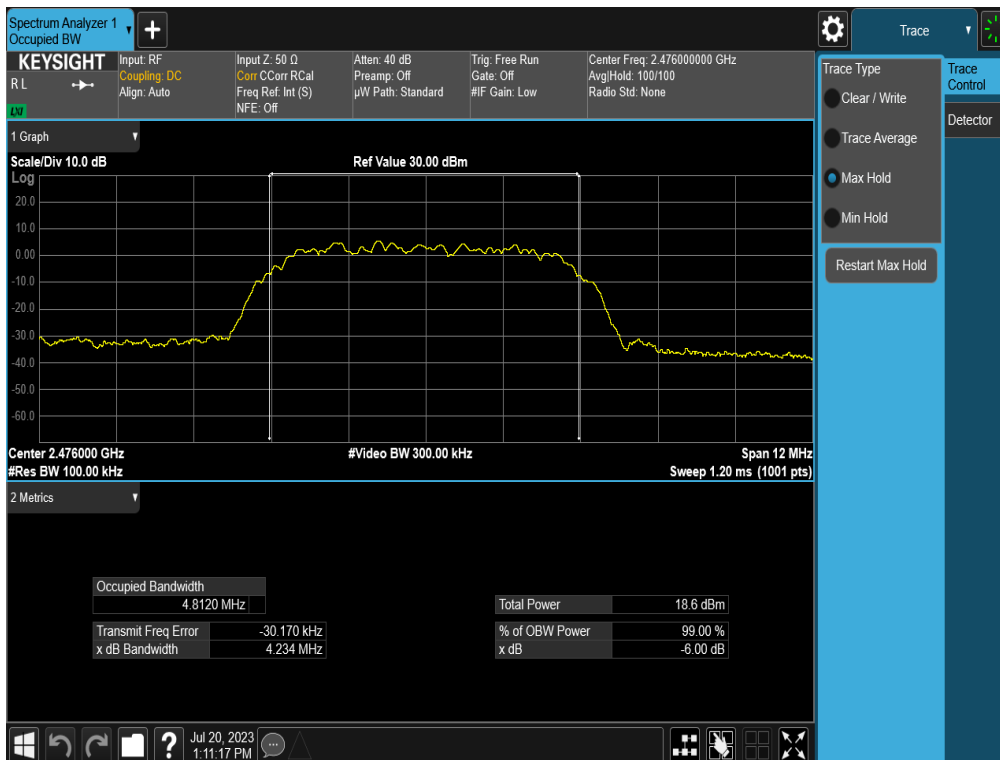 Spectrum Analyzer 1
Occupied BW
Trace
KEYSIGHT
R L
LXI
Input: RF
Coupling: DC
Align: Auto
Input Z: 50 Ω
Corr CCorr RCal
Freq Ref: Int (S)
NFE: Off
Atten: 40 dB
Preamp: Off
µW Path: Standard
Trig: Free Run
Gate: Off
#IF Gain: Low
Center Freq: 2.476000000 GHz
Avg|Hold: 100/100
Radio Std: None
Trace Type
Clear / Write
Trace Average
Max Hold
Min Hold
Restart Max Hold
Trace
Control
Detector
1 Graph
Scale/Div 10.0 dB
Ref Value 30.00 dBm
Log
20.0
10.0
0.00
-10.0
-20.0
-30.0
-40.0
-50.0
-60.0
Center 2.476000 GHz
#Video BW 300.00 kHz
Span 12 MHz
#Res BW 100.00 kHz
Sweep 1.20 ms (1001 pts)
2 Metrics
Occupied Bandwidth
4.8120 MHz
Total Power 18.6 dBm
Transmit Freq Error -30.170 kHz
% of OBW Power 99.00 %
x dB Bandwidth 4.234 MHz
x dB -6.00 dB
?
Jul 20, 2023
1:11:17 PM